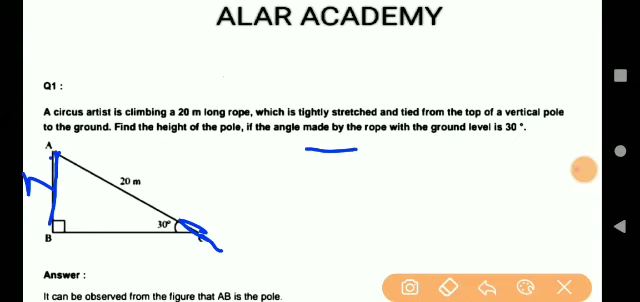 ALAR ACADEMY
Q1 :
A circus artist is climbing a 20 m long rope, which is tightly stretched and tied from the top of a vertical pole
to the ground. Find the height of the pole, if the angle made by the rope with the ground level is 30 °.
A
20 m
30°
B
Answer :
It can be observed from the figure that AB is the pole.